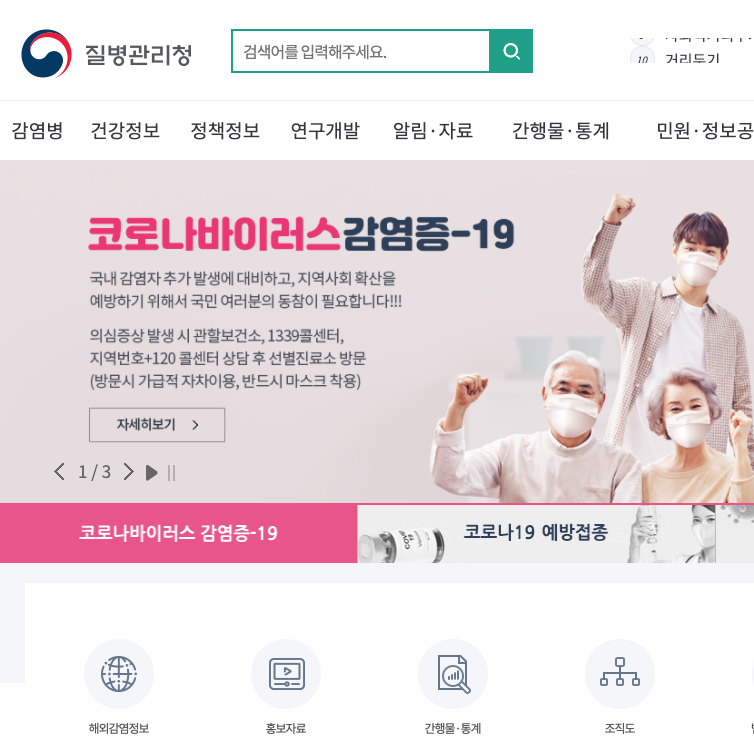 질병관리청
검색어를 입력해주세요.
10
거리두기
감염병 건강정보 정책정보 연구개발 알림·자료 간행물·통계 민원·정보공
코로나바이러스감염증-19
국내 감염자 추가 발생에 대비하고, 지역사회 확산을
예방하기 위해서 국민 여러분의 동참이 필요합니다!!!
의심증상 발생 시 관할보건소, 1339콜센터,
지역번호+120 콜센터 상담 후 선별진료소 방문
(방문시 가급적 자차이용, 반드시 마스크 착용)
자세히보기
1 / 3
코로나바이러스 감염증-19
코로나19 예방접종
해외감염정보 홍보자료 간행물·통계 조직도